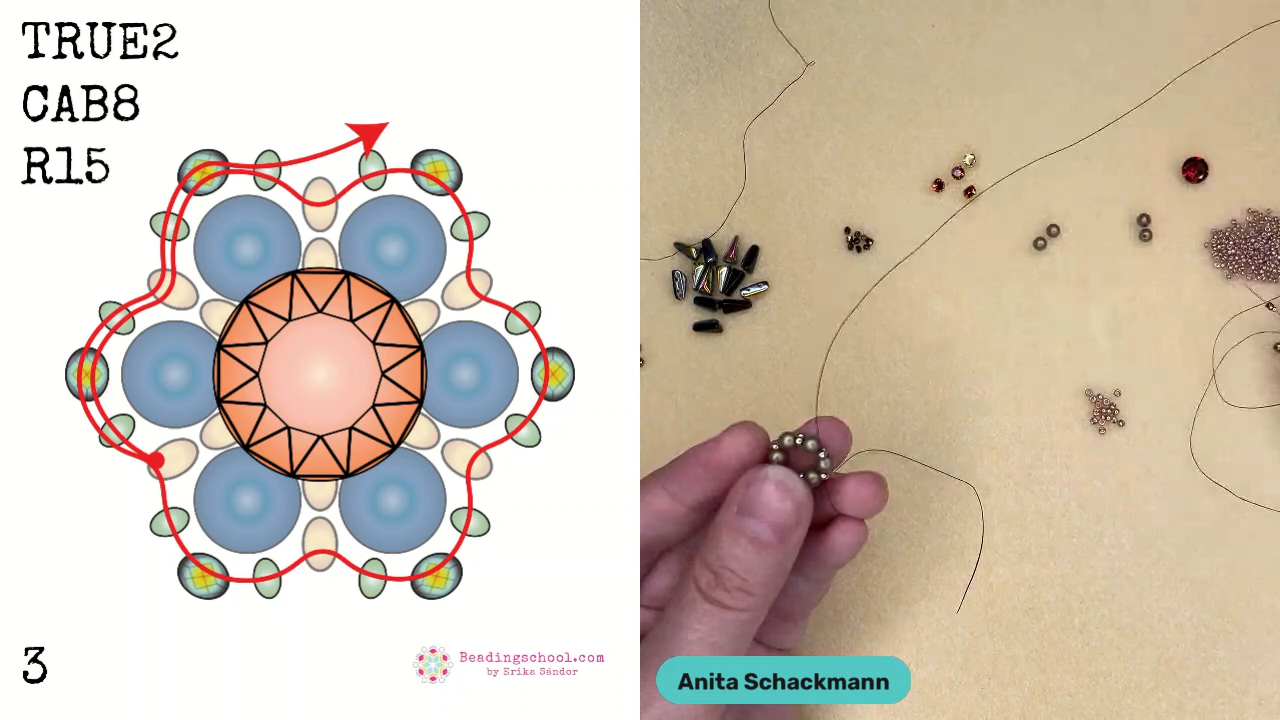 TRUE2
CAB8
R15
3
Beadingschool.com
by Erika Sándor
Anita Schackmann